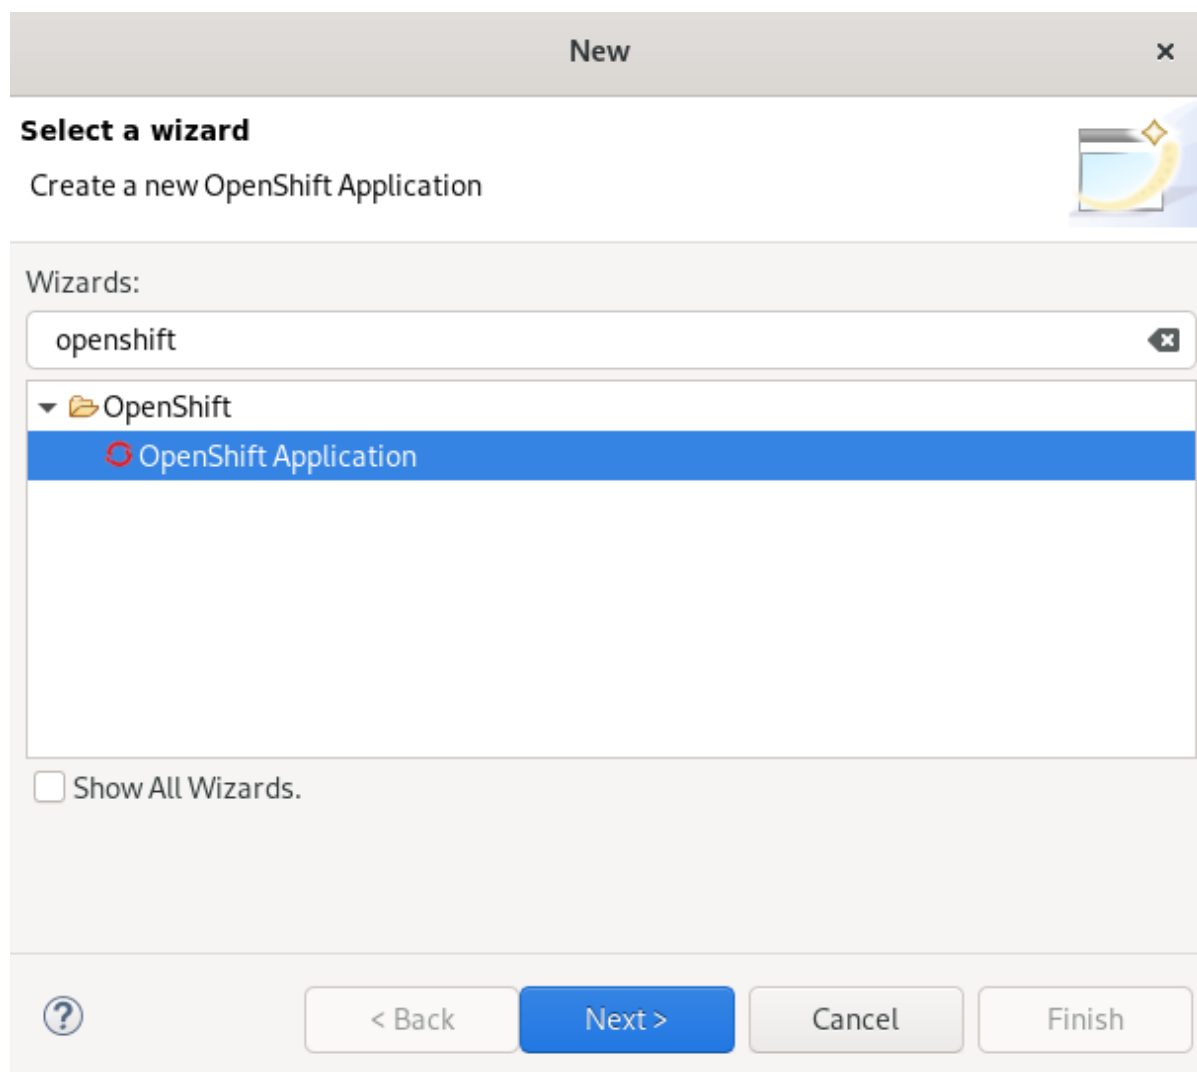 New
Select a wizard
Create a new OpenShift Application
Wizards:
openshift
OpenShift
OpenShift Application
Show All Wizards.
? < Back Next > Cancel Finish